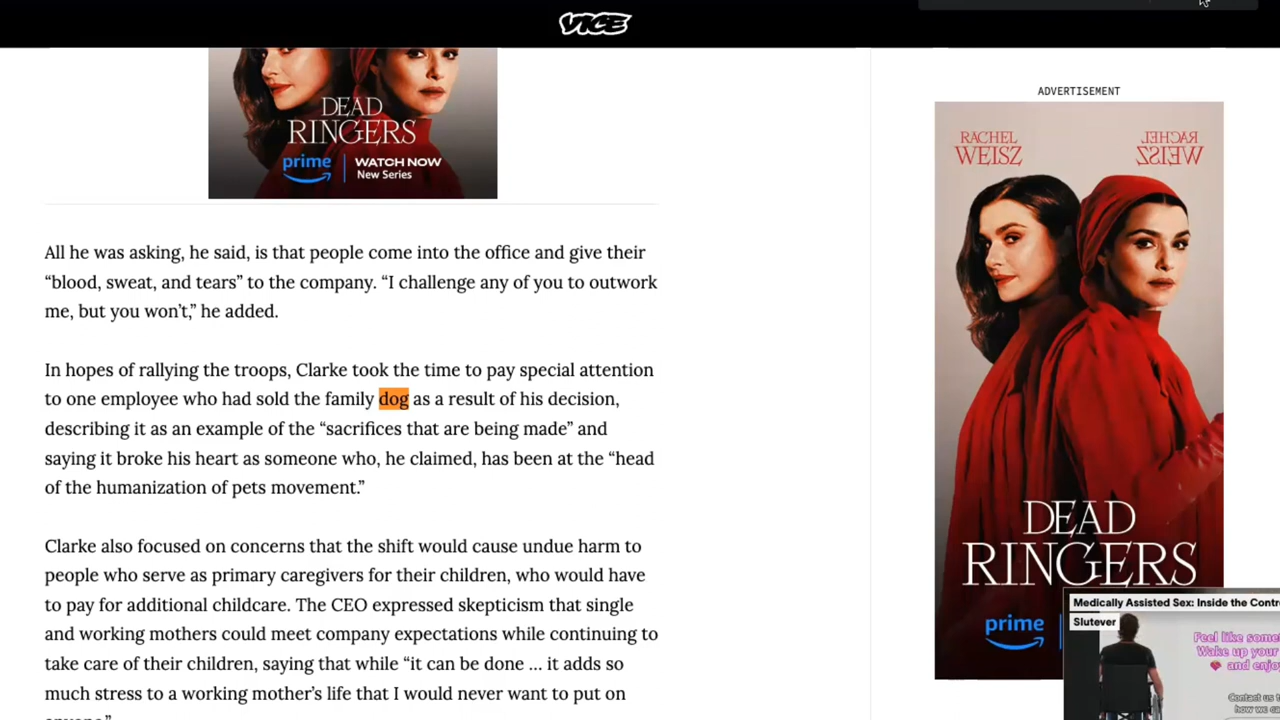 VICE
DEAD
RINGERS
prime
WATCH NOW
New Series
All he was asking, he said, is that people come into the office and give their
“blood, sweat, and tears” to the company. “I challenge any of you to outwork
me, but you won’t,” he added.
In hopes of rallying the troops, Clarke took the time to pay special attention
to one employee who had sold the family dog as a result of his decision,
describing it as an example of the “sacrifices that are being made” and
saying it broke his heart as someone who, he claimed, has been at the “head
of the humanization of pets movement.”
Clarke also focused on concerns that the shift would cause undue harm to
people who serve as primary caregivers for their children, who would have
to pay for additional childcare. The CEO expressed skepticism that single
and working mothers could meet company expectations while continuing to
take care of their children, saying that while “it can be done ... it adds so
much stress to a working mother’s life that I would never want to put on
ADVERTISEMENT
RACHEL
WEISZ
RACHEL
WEISZ
DEAD
RINGERS
prime
Medically Assisted Sex: Inside the
Slutever
Feel like
Wake up your
and
Contact
how we